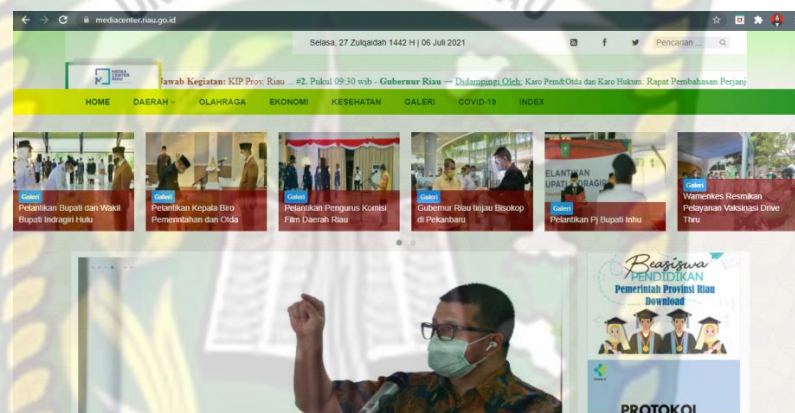 mediacenter.riau.go.id
Selasa, 27 Zulqaidah 1442 H | 06 Juli 2021
Pencarian ...
MEDIA
CENTER
RIAU
Jawab Kegiatan: KIP Prov. Riau ... #2. Pukul 09:30 wib - Gubernur Riau --- Didampingi Oleh: Karo Pem&Otda dan Karo Hukum: Rapat Pembahasan Perjanj
HOME DAERAH OLAHRAGA EKONOMI KESEHATAN GALERI COVID-19 INDEX
Galeri
Pelantikan Bupati dan Wakil
Bupati Indragiri Hulu
Galeri
Pelantikan Kepala Biro
Pemerintahan dan Otda
Galeri
Pelantikan Pengurus Komisi
Film Daerah Riau
Galeri
Gubernur Riau tinjau Bisokop
di Pekanbaru
Galeri
Pelantikan Pj Bupati Inhu
Galeri
Wamenkes Resmikan
Pelayanan Vaksinasi Drive
Thru
Beasiswa
PENDIDIKAN
Pemerintah Provinsi Riau
Download
PROTOKOL